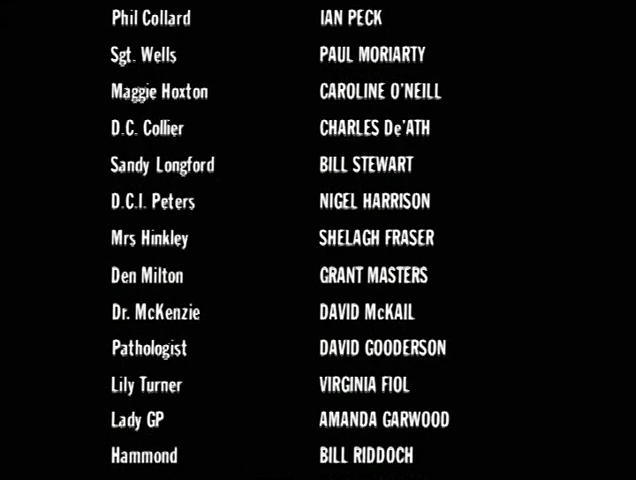 Phil Collard IAN PECK
Sgt. Wells PAUL MORIARTY
Maggie Hoxton CAROLINE O'NEILL
D.C. Collier CHARLES De'ATH
Sandy Longford BILL STEWART
D.C.I. Peters NIGEL HARRISON
Mrs Hinkley SHELAGH FRASER
Den Milton GRANT MASTERS
Dr. McKenzie DAVID McKAIL
Pathologist DAVID GOODERSON
Lily Turner VIRGINIA FIOL
Lady GP AMANDA GARWOOD
Hammond BILL RIDDOCH